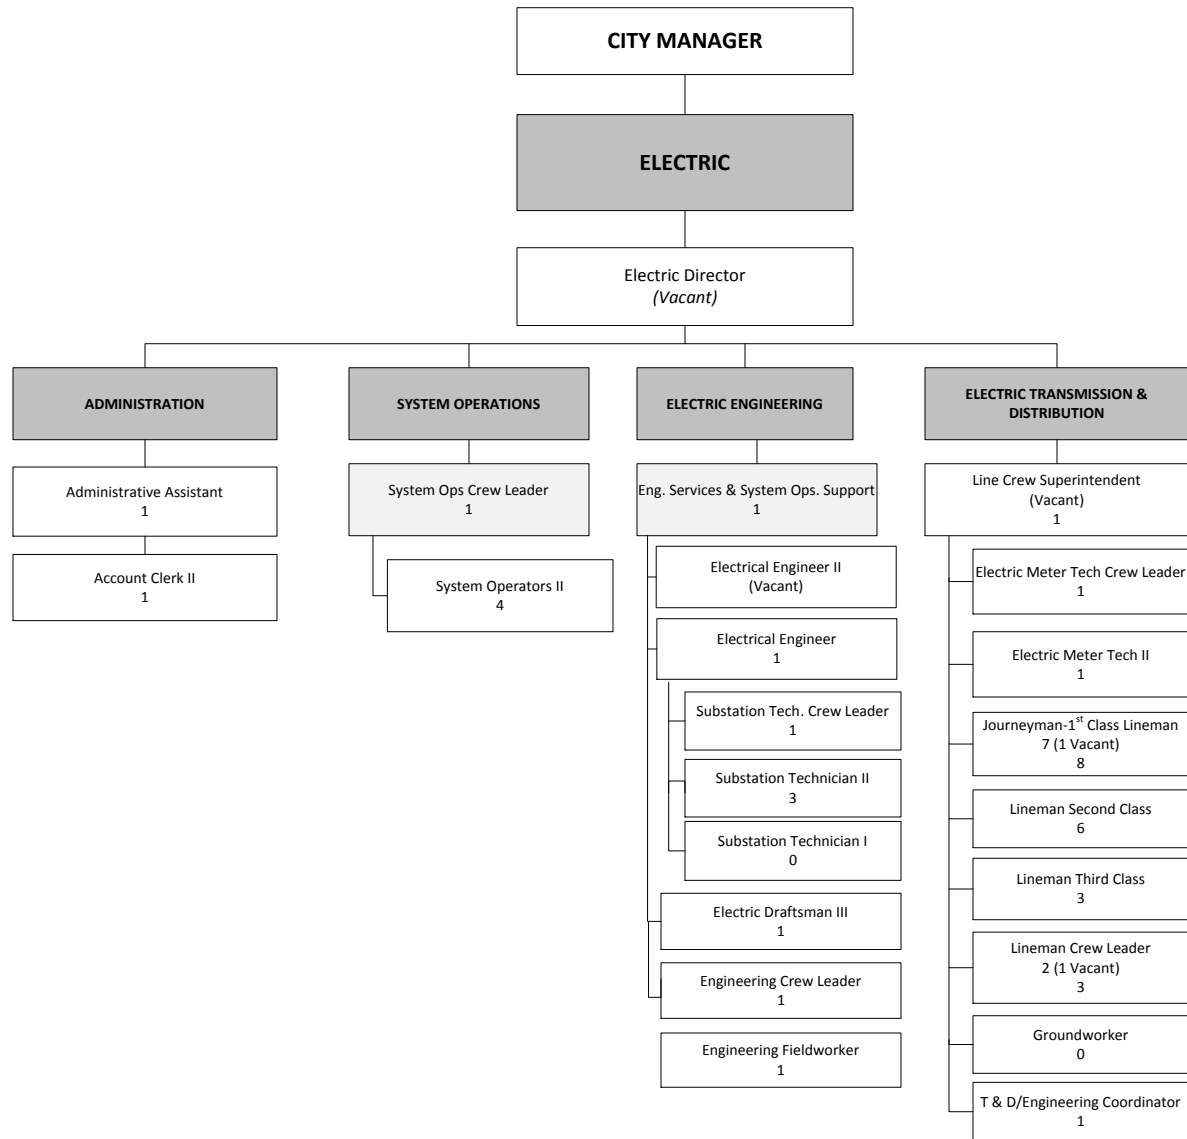 CITY MANAGER
ELECTRIC
Electric Director
(Vacant)
ADMINISTRATION
Administrative Assistant
1
Account Clerk II
1
SYSTEM OPERATIONS
System Ops Crew Leader
1
System Operators II
4
ELECTRIC ENGINEERING
Eng. Services & System Ops. Support
1
Electrical Engineer II
(Vacant)
Electrical Engineer
1
Substation Tech. Crew Leader
1
Substation Technician II
3
Substation Technician I
0
Electric Draftsman III
1
Engineering Crew Leader
1
Engineering Fieldworker
1
ELECTRIC TRANSMISSION &
DISTRIBUTION
Line Crew Superintendent
(Vacant)
1
Electric Meter Tech Crew Leader
1
Electric Meter Tech II
1
Journeyman-1st Class Lineman
7 (1 Vacant)
8
Lineman Second Class
6
Lineman Third Class
3
Lineman Crew Leader
2 (1 Vacant)
3
Groundworker
0
T & D/Engineering Coordinator
1